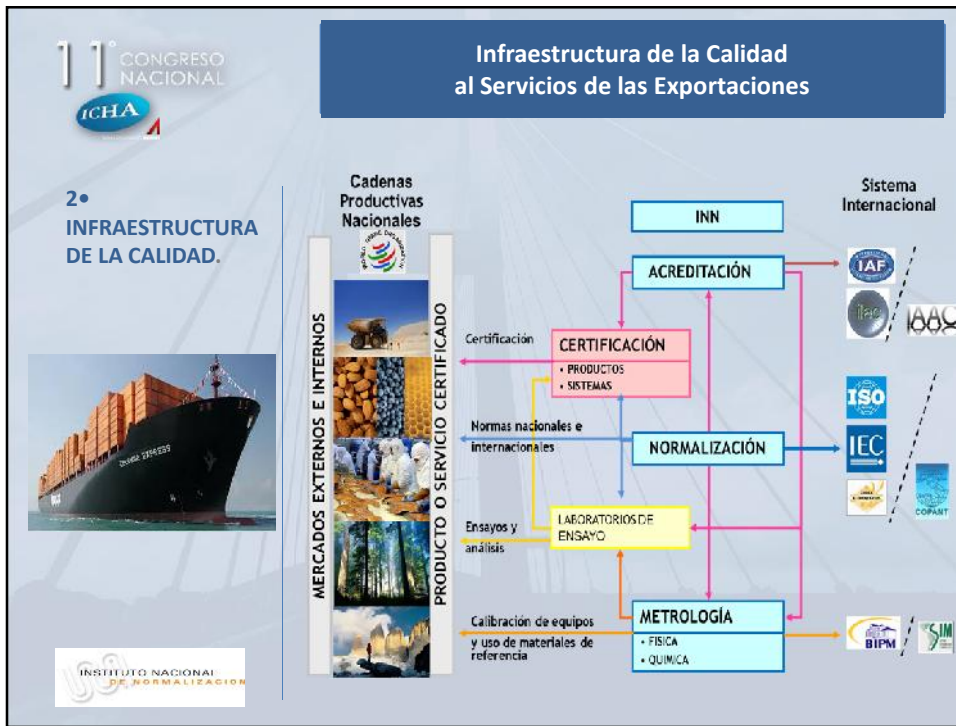 11° CONGRESO
NACIONAL
ICHA
Infraestructura de la Calidad
al Servicios de las Exportaciones
2•
INFRAESTRUCTURA
DE LA CALIDAD.
INSTITUTO NACIONAL
DE NORMALIZACION
Cadenas
Productivas
Nacionales
MERCADOS EXTERNOS E INTERNOS
PRODUCTO O SERVICIO CERTIFICADO
Certificación
Normas nacionales e
internacionales
Ensayos y
análisis
Calibración de equipos
y uso de materiales de
referencia
INN
ACREDITACIÓN
CERTIFICACIÓN
• PRODUCTOS
• SISTEMAS
NORMALIZACIÓN
LABORATORIOS DE
ENSAYO
METROLOGÍA
• FISICA
• QUIMICA
Sistema
Internacional
IAF
ilac
IAAC
ISO
IEC
COPANT
BIPM
SIM